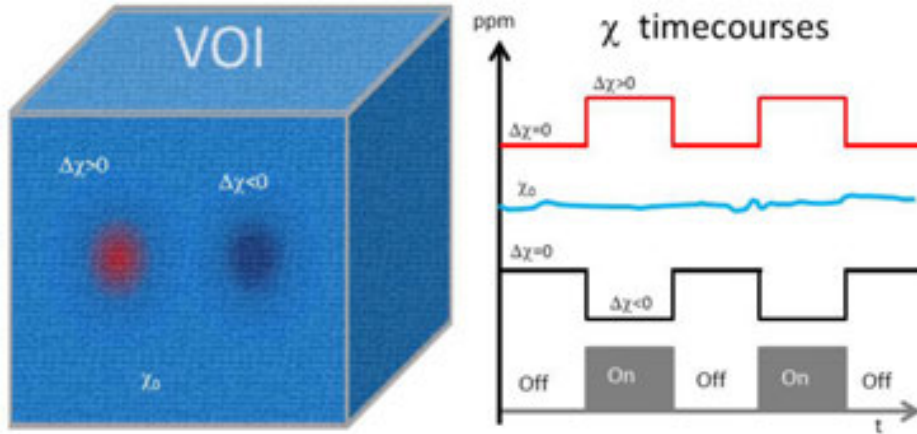 VOI
Δχ>0
Δχ<0
χ₀
ppm
χ timecourses
Δχ>0
Δχ=0
χ₀
Δχ=0
Δχ<0
Off On Off On Off
t